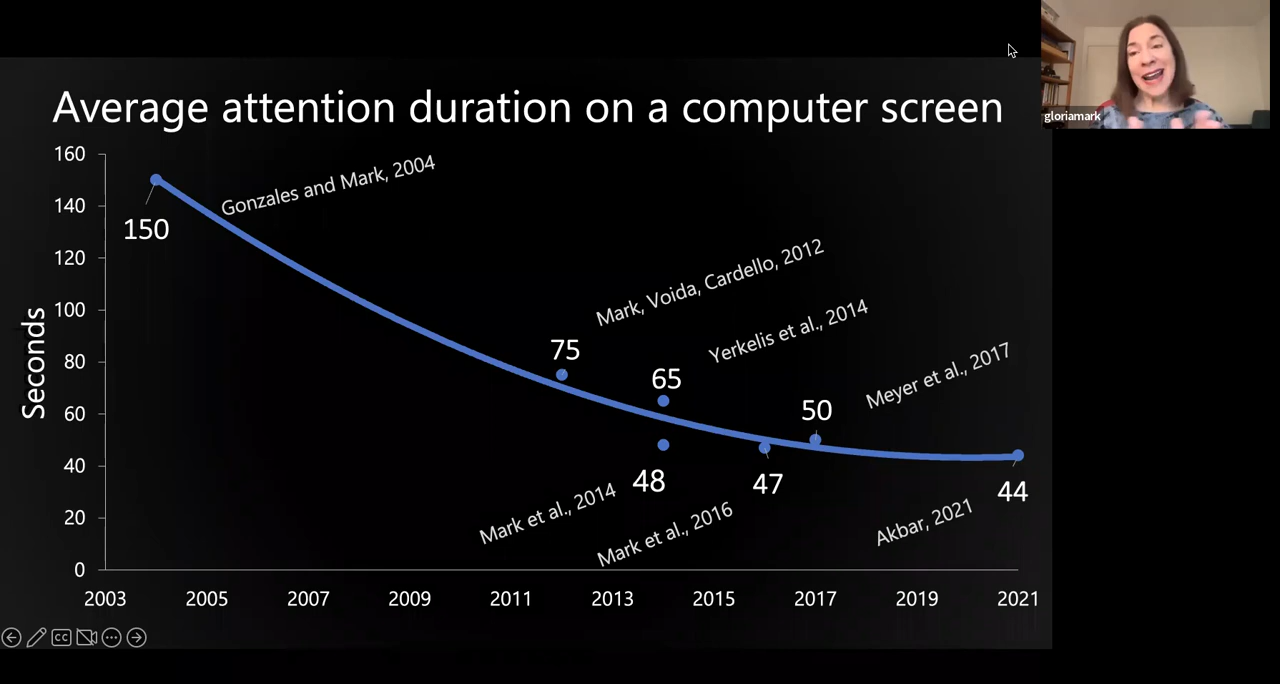 Average attention duration on a computer screen
gloriamark
160
140
120
100
80
60
40
20
0
Seconds
150
Gonzales and Mark, 2004
75
Mark, Voida, Cardello, 2012
65
Yerkelis et al., 2014
48
Mark et al., 2014
47
Mark et al., 2016
50
Meyer et al., 2017
44
Akbar, 2021
2003 2005 2007 2009 2011 2013 2015 2017 2019 2021
CC